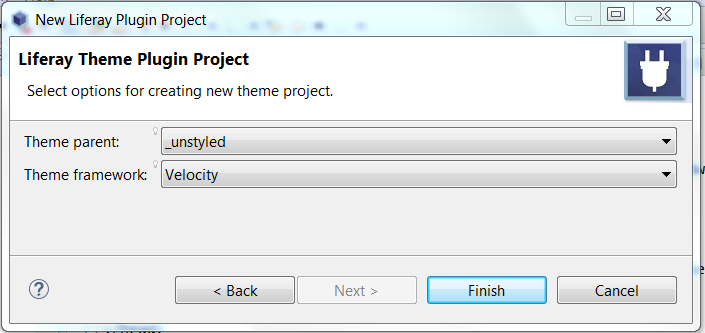 New Liferay Plugin Project
Liferay Theme Plugin Project
Select options for creating new theme project.
Theme parent: _unstyled
Theme framework: Velocity
< Back Next > Finish Cancel